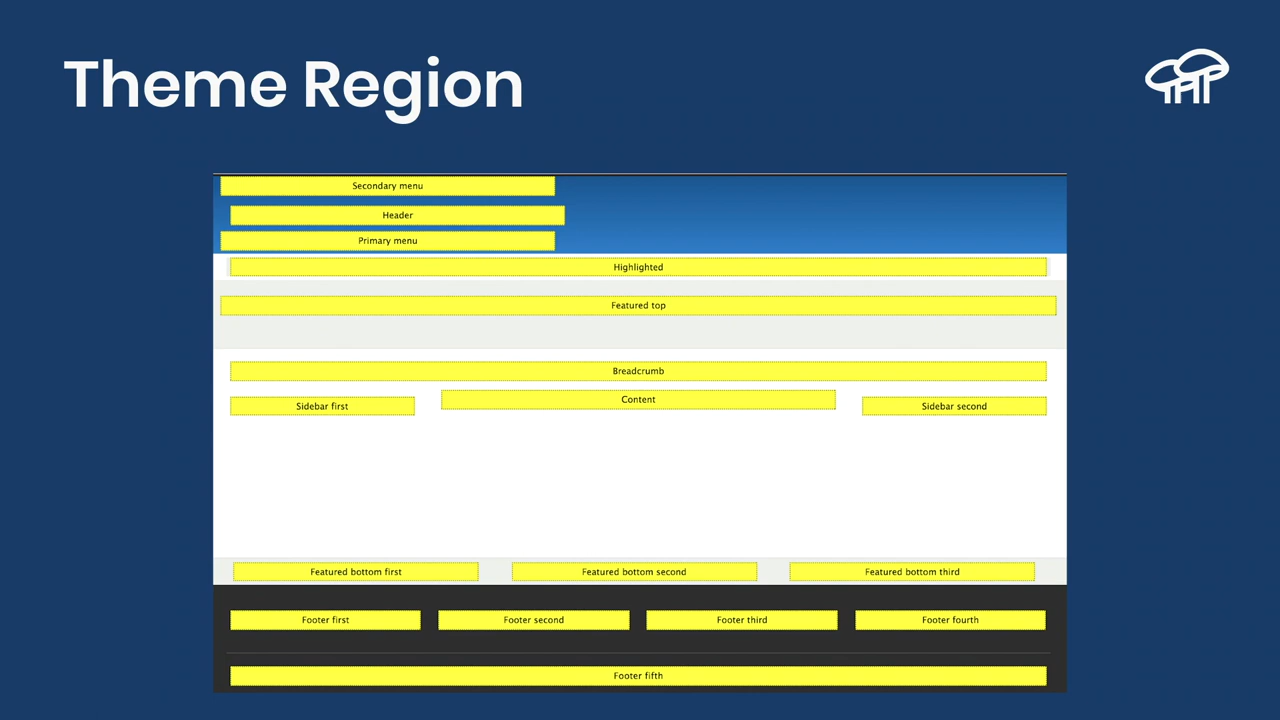 Theme Region
Secondary menu
Header
Primary menu
Highlighted
Featured top
Breadcrumb
Sidebar first
Content
Sidebar second
Featured bottom first
Featured bottom second
Featured bottom third
Footer first
Footer second
Footer third
Footer fourth
Footer fifth